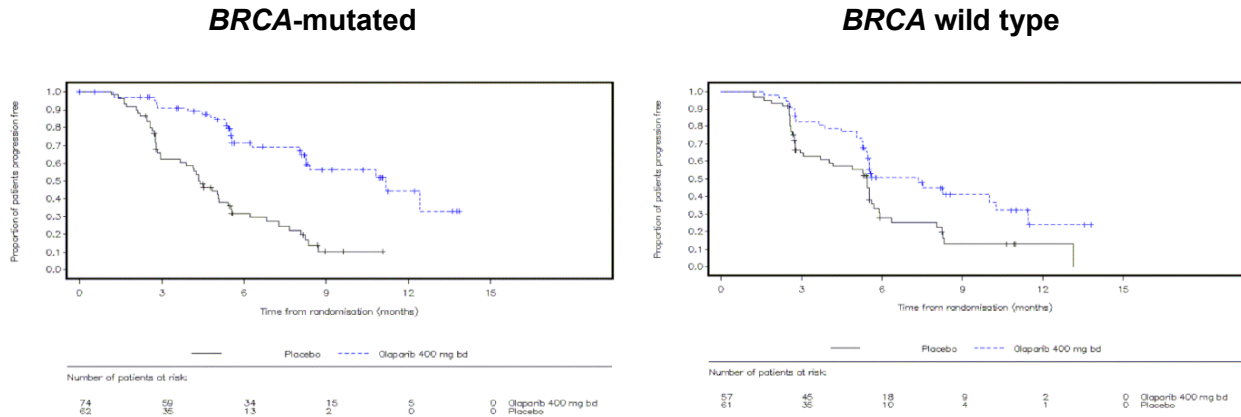 BRCA-mutated
Proportion of patients progression free
1.0
0.9
0.8
0.7
0.6
0.5
0.4
0.3
0.2
0.1
0.0
0 3 6 9 12 15
Time from randomisation (months)
Placebo Olaparib 400 mg bd
Number of patients at risk:
74 59 34 15 5 0 Olaparib 400 mg bd
62 35 13 2 0 0 Placebo
BRCA wild type
Proportion of patients progression free
1.0
0.9
0.8
0.7
0.6
0.5
0.4
0.3
0.2
0.1
0.0
0 3 6 9 12 15
Time from randomisation (months)
Placebo Olaparib 400 mg bd
Number of patients at risk:
57 45 18 9 2 0 Olaparib 400 mg bd
61 35 10 4 1 0 Placebo